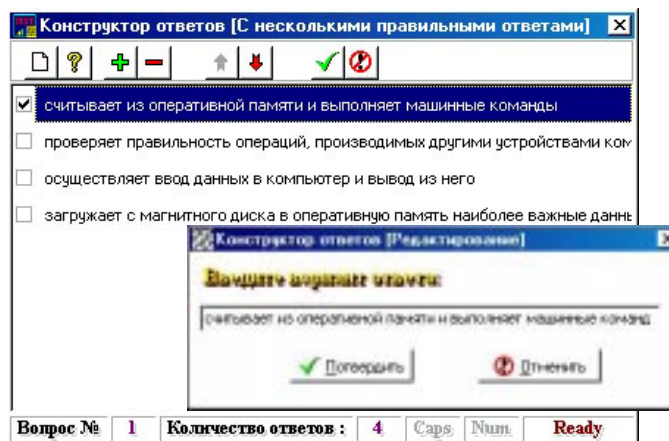 Конструктор ответов [С несколькими правильными ответами]
считывает из оперативной памяти и выполняет машинные команды
проверяет правильность операций, производимых другими устройствами ком
осуществляет ввод данных в компьютер и вывод из него
загружает с магнитного диска в оперативную память наиболее важные данны
Конструктор ответов [Редактирование]
Введите вариант ответа:
считывает из оперативной памяти и выполняет машинные команд
Потвердить Отменить
Вопрос № 1 Количество ответов : 4 Caps Num Ready